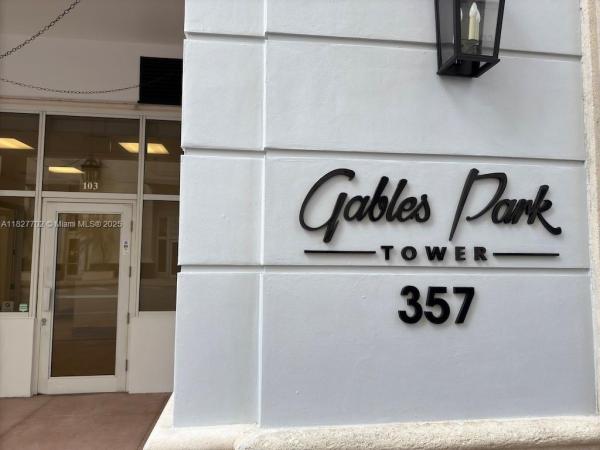 103
A11827702 © Miami MLS® 2025
Gables Park
TOWER
357